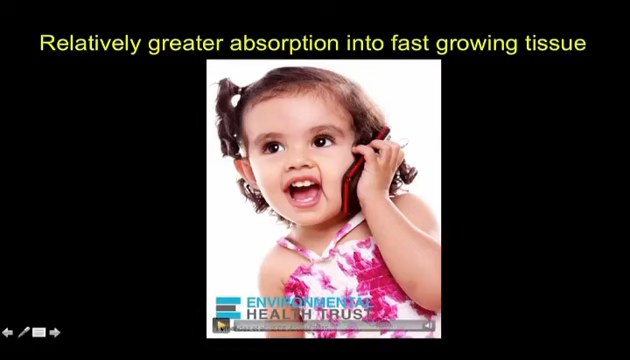 Relatively greater absorption into fast growing tissue
ENVIRONMENTAL
HEALTH TRUST